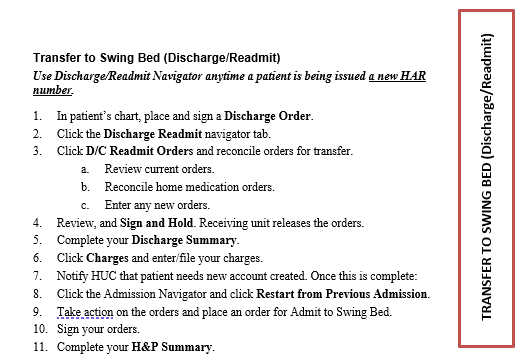 Transfer to Swing Bed (Discharge/Readmit)
Use Discharge/Readmit Navigator anytime a patient is being issued a new HAR
number.
1. In patient's chart, place and sign a Discharge Order.
2. Click the Discharge Readmit navigator tab.
3. Click D/C Readmit Orders and reconcile orders for transfer.
a. Review current orders.
b. Reconcile home medication orders.
c. Enter any new orders.
4. Review, and Sign and Hold. Receiving unit releases the orders.
5. Complete your Discharge Summary.
6. Click Charges and enter/file your charges.
7. Notify HUC that patient needs new account created. Once this is complete:
8. Click the Admission Navigator and click Restart from Previous Admission.
9. Take action on the orders and place an order for Admit to Swing Bed.
10. Sign your orders.
11. Complete your H&P Summary.
TRANSFER TO SWING BED (Discharge/Readmit)